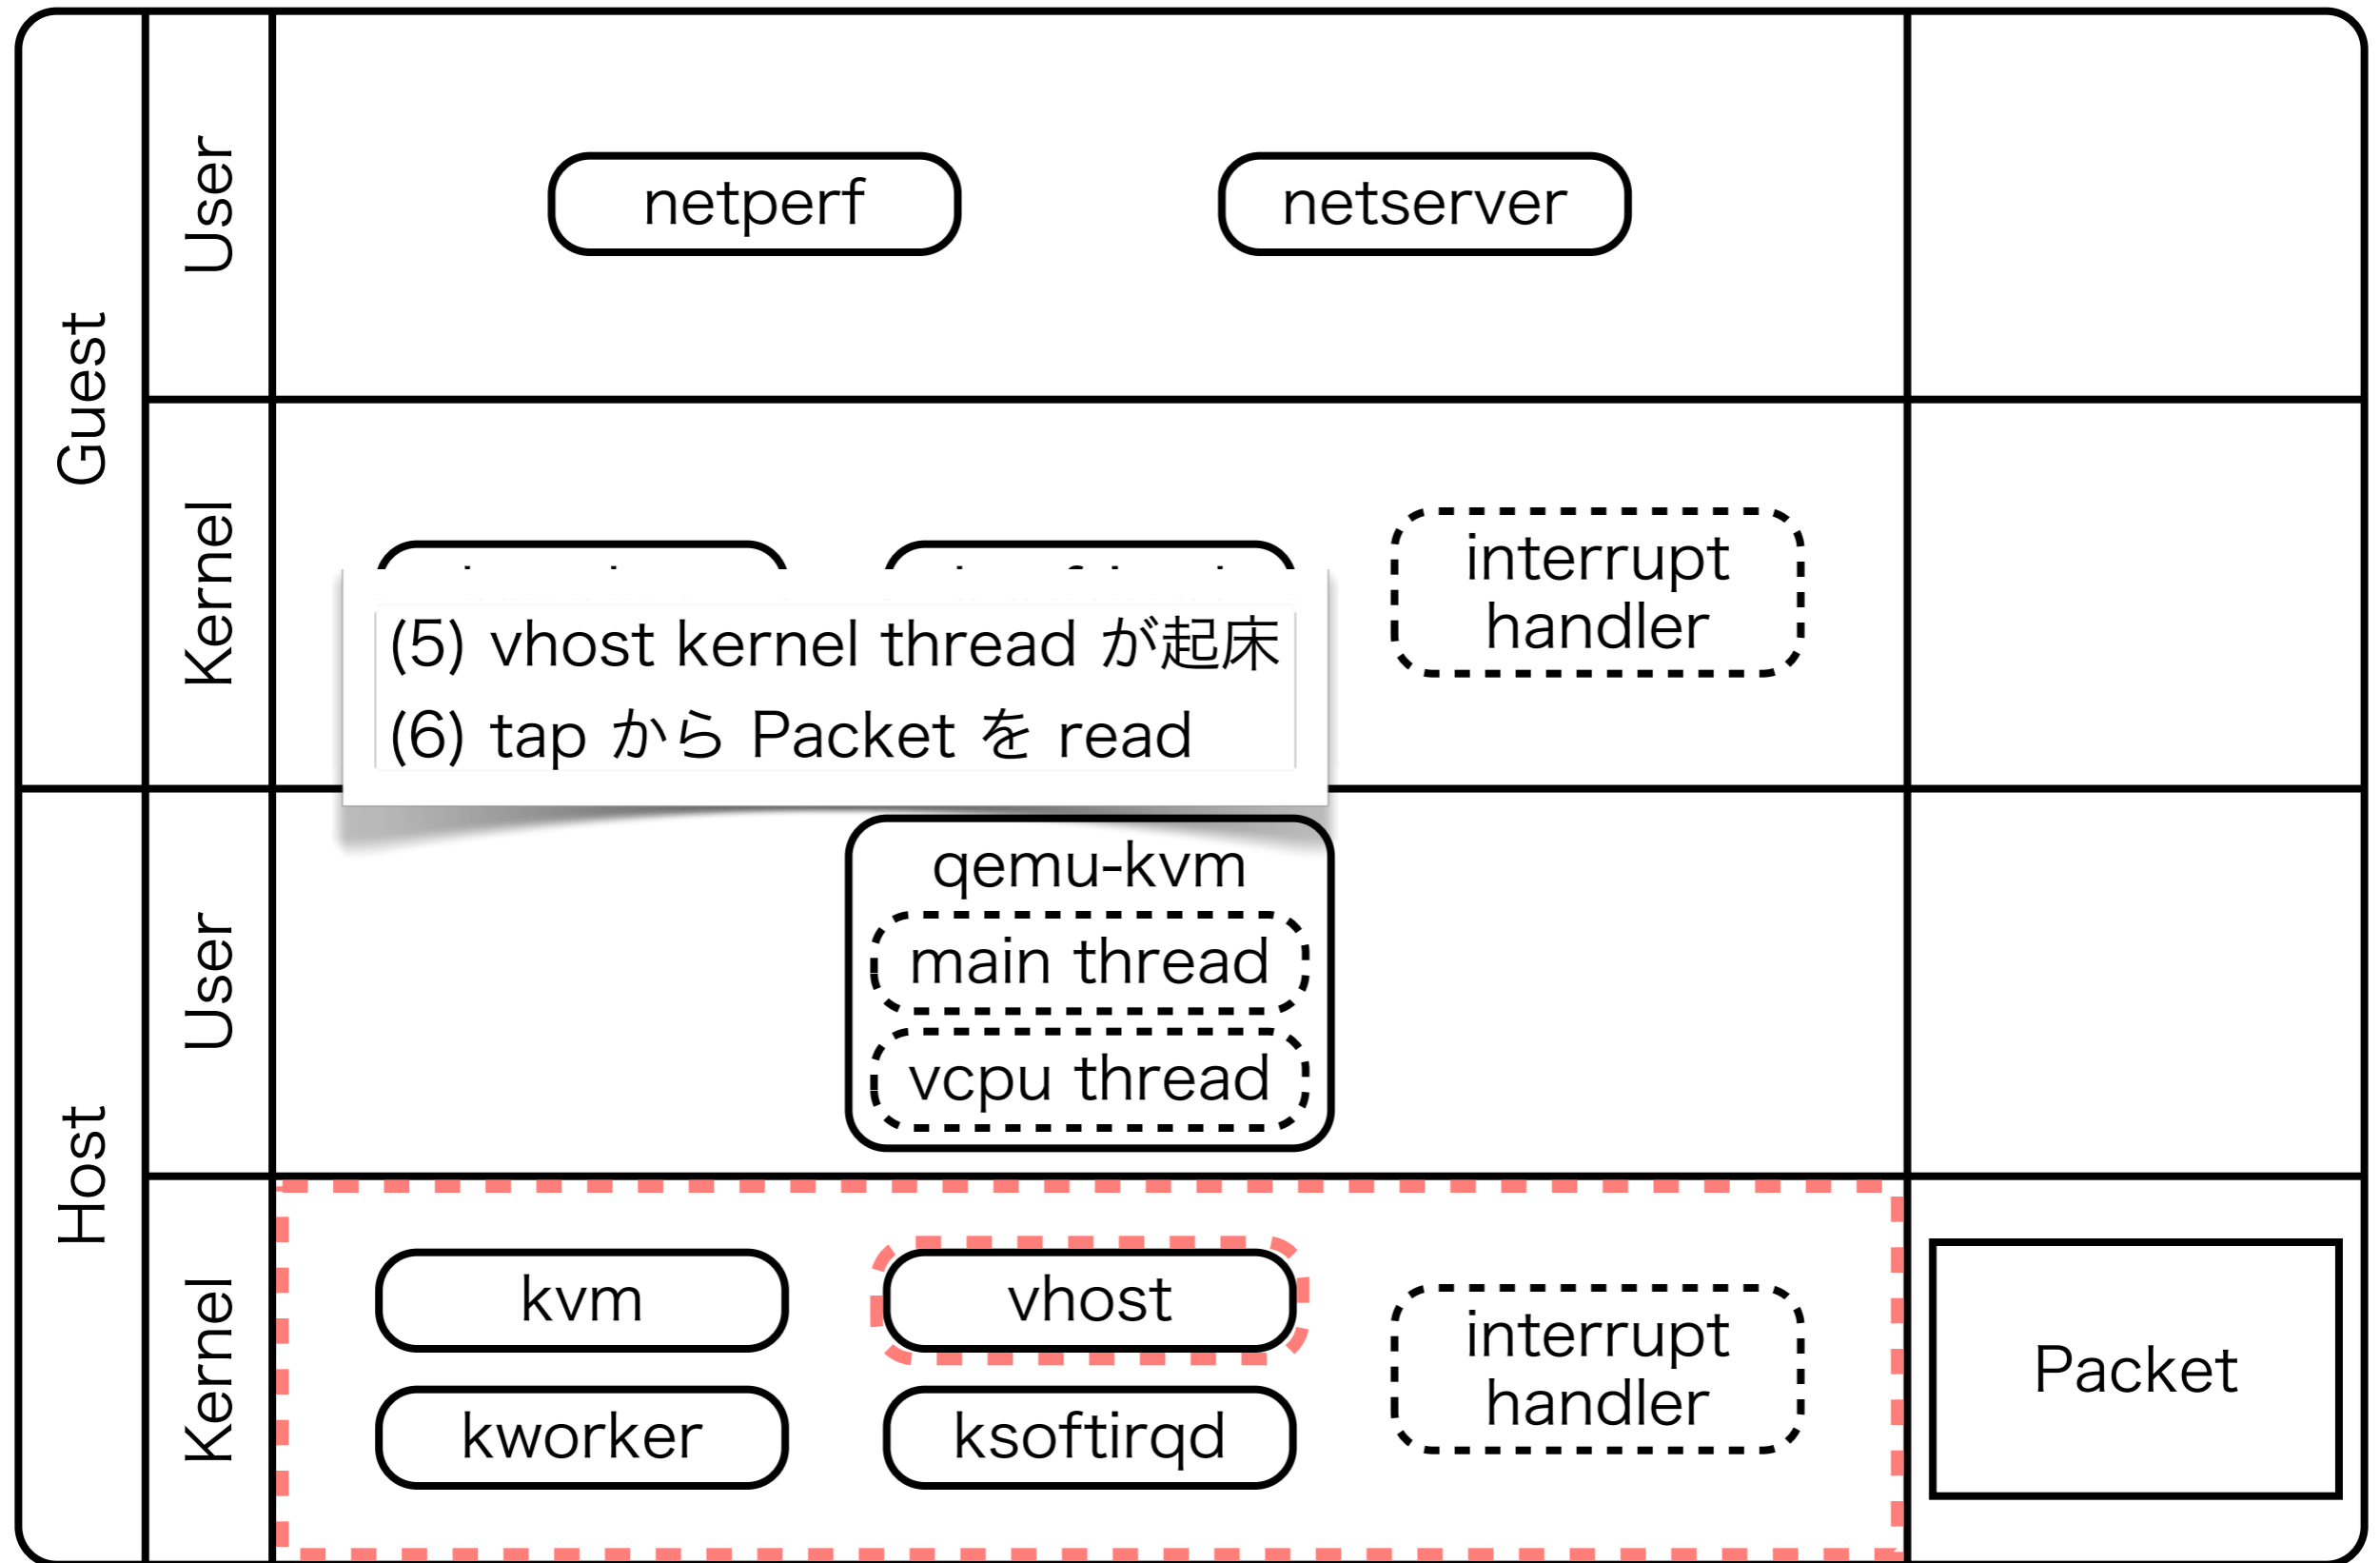 Guest
User
netperf
netserver
Kernel
interrupt
handler
(5) vhost kernel thread が起床
(6) tap から Packet を read
Host
User
qemu-kvm
main thread
vcpu thread
Kernel
kvm
vhost
kworker
ksoftirqd
interrupt
handler
Packet